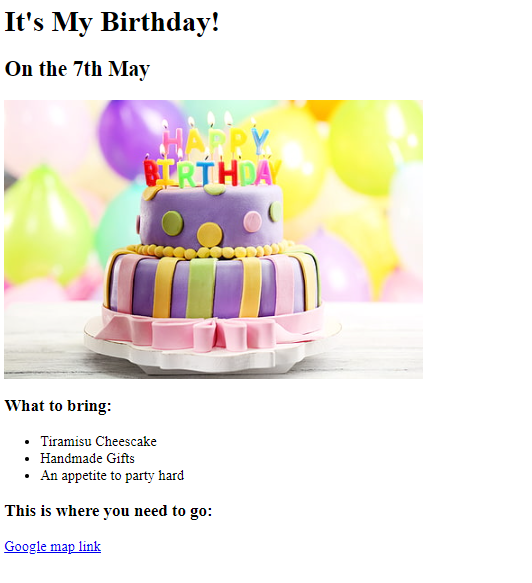 It's My Birthday!
On the 7th May
HAPPY
BIRTHDAY
What to bring:
Tiramisu Cheescake
Handmade Gifts
An appetite to party hard
This is where you need to go:
Google map link